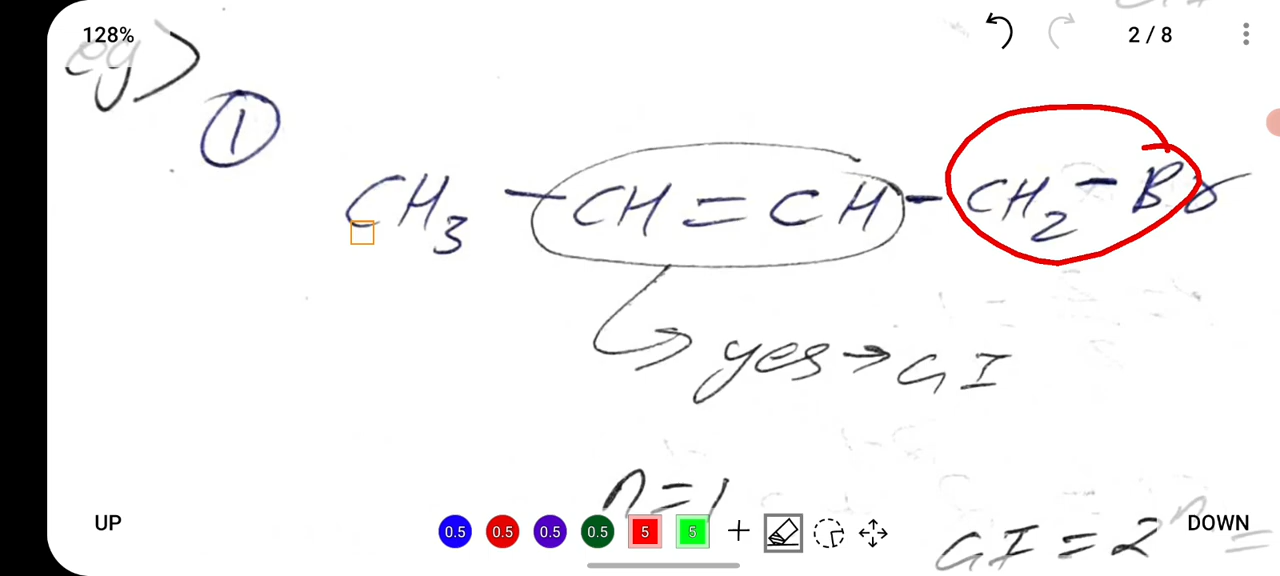 128%
2 / 8
eg >
①
CH3 - CH = CH - CH2 - Br
yes → GI
n = 1
UP
0.5 0.5 0.5 0.5 5 5
DOWN
GI = 2^n =